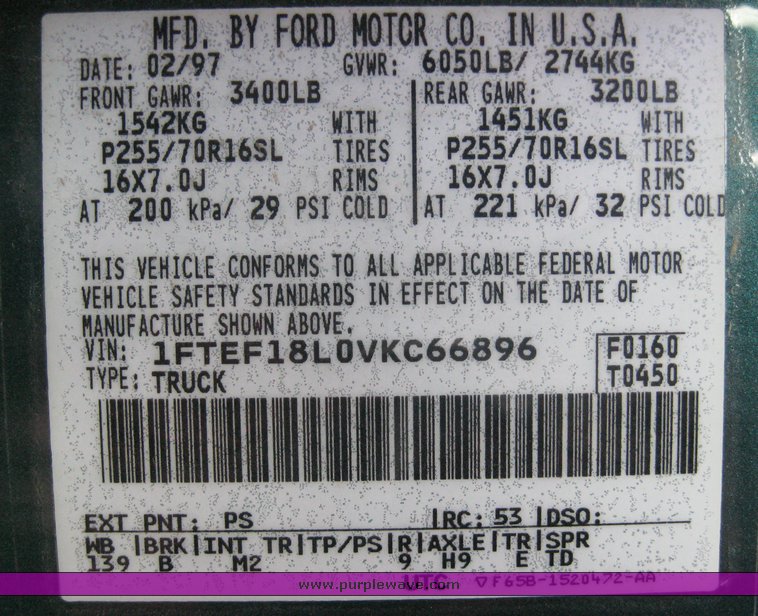 MFD. BY FORD MOTOR CO. IN U.S.A.
DATE: 02/97 GVWR: 6050LB/ 2744KG
FRONT GAWR: 3400LB REAR GAWR: 3200LB
1542KG WITH 1451KG WITH
P255/70R16SL TIRES P255/70R16SL TIRES
16X7.0J RIMS 16X7.0J RIMS
AT 200 kPa/ 29 PSI COLD AT 221 kPa/ 32 PSI COLD
THIS VEHICLE CONFORMS TO ALL APPLICABLE FEDERAL MOTOR
VEHICLE SAFETY STANDARDS IN EFFECT ON THE DATE OF
MANUFACTURE SHOWN ABOVE.
VIN: 1FTEF18L0VKC66896 F0160
TYPE: TRUCK T0450
EXT PNT: PS RC: 53 DSO:
WB BRK INT TR TP/PS R AXLE TR SPR
139 B M2 9 H9 E TD
UTC ▽F65B-1520472-AA
www.purplewave.com